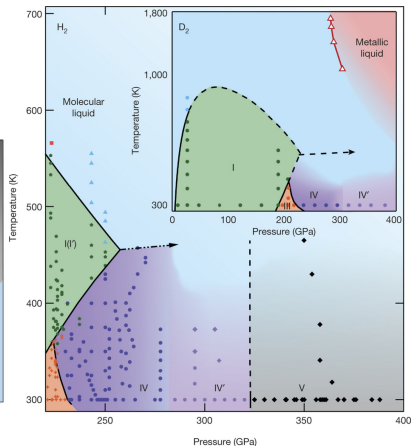 H2
Molecular
liquid
I(I′)
IV
IV′
V
Temperature (K)
700
600
500
400
300
250
300
350
400
Pressure (GPa)
D2
Metallic
liquid
I
III
IV
IV′
Temperature (K)
1,800
1,000
300
0
100
200
300
400
Pressure (GPa)